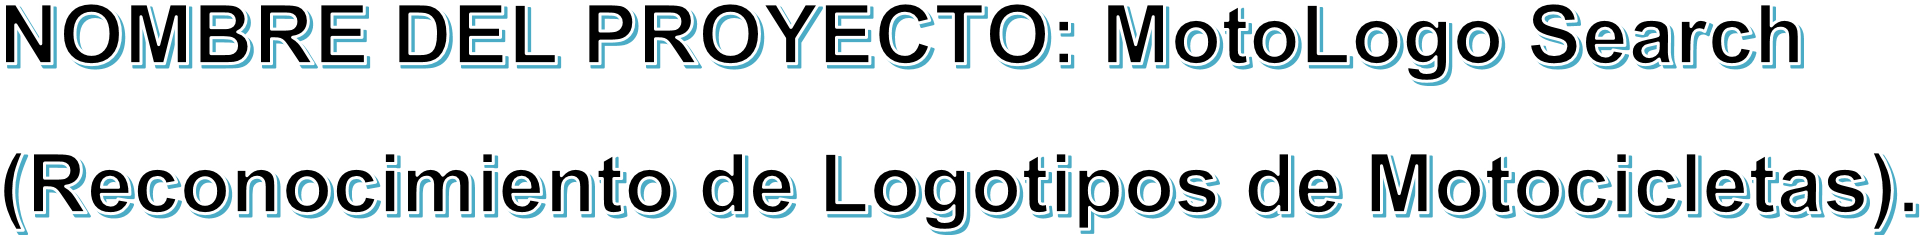 NOMBRE DEL PROYECTO: MotoLogo Search
(Reconocimiento de Logotipos de Motocicletas).